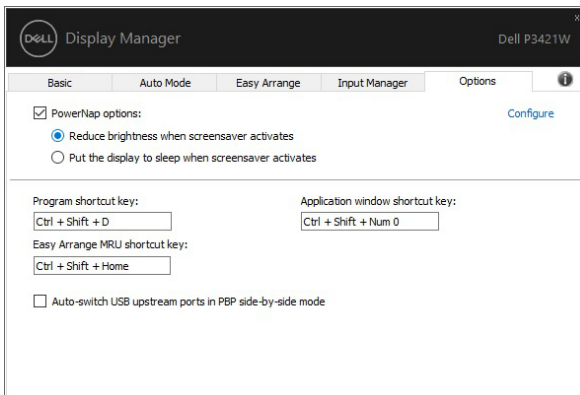 DELL Display Manager Dell P3421W
Basic Auto Mode Easy Arrange Input Manager Options
PowerNap options: Configure
Reduce brightness when screensaver activates
Put the display to sleep when screensaver activates
Program shortcut key: Application window shortcut key:
Ctrl + Shift + D Ctrl + Shift + Num 0
Easy Arrange MRU shortcut key:
Ctrl + Shift + Home
Auto-switch USB upstream ports in PBP side-by-side mode